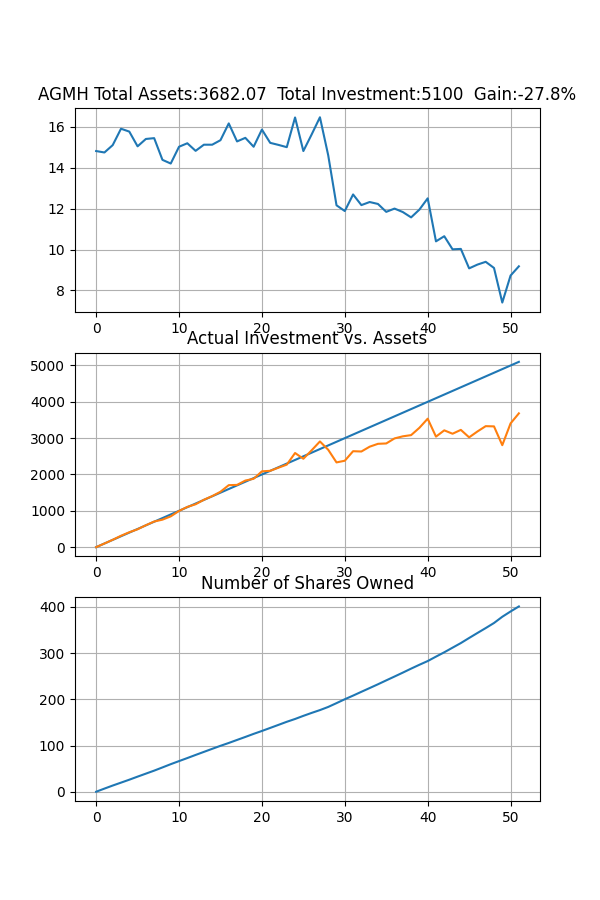 AGMH Total Assets:3682.07  Total Investment:5100  Gain:-27.8%
16
14
12
10
8
0 10 20 30 40 50
Actual Investment vs. Assets
5000
4000
3000
2000
1000
0
0 10 20 30 40 50
Number of Shares Owned
400
300
200
100
0
0 10 20 30 40 50